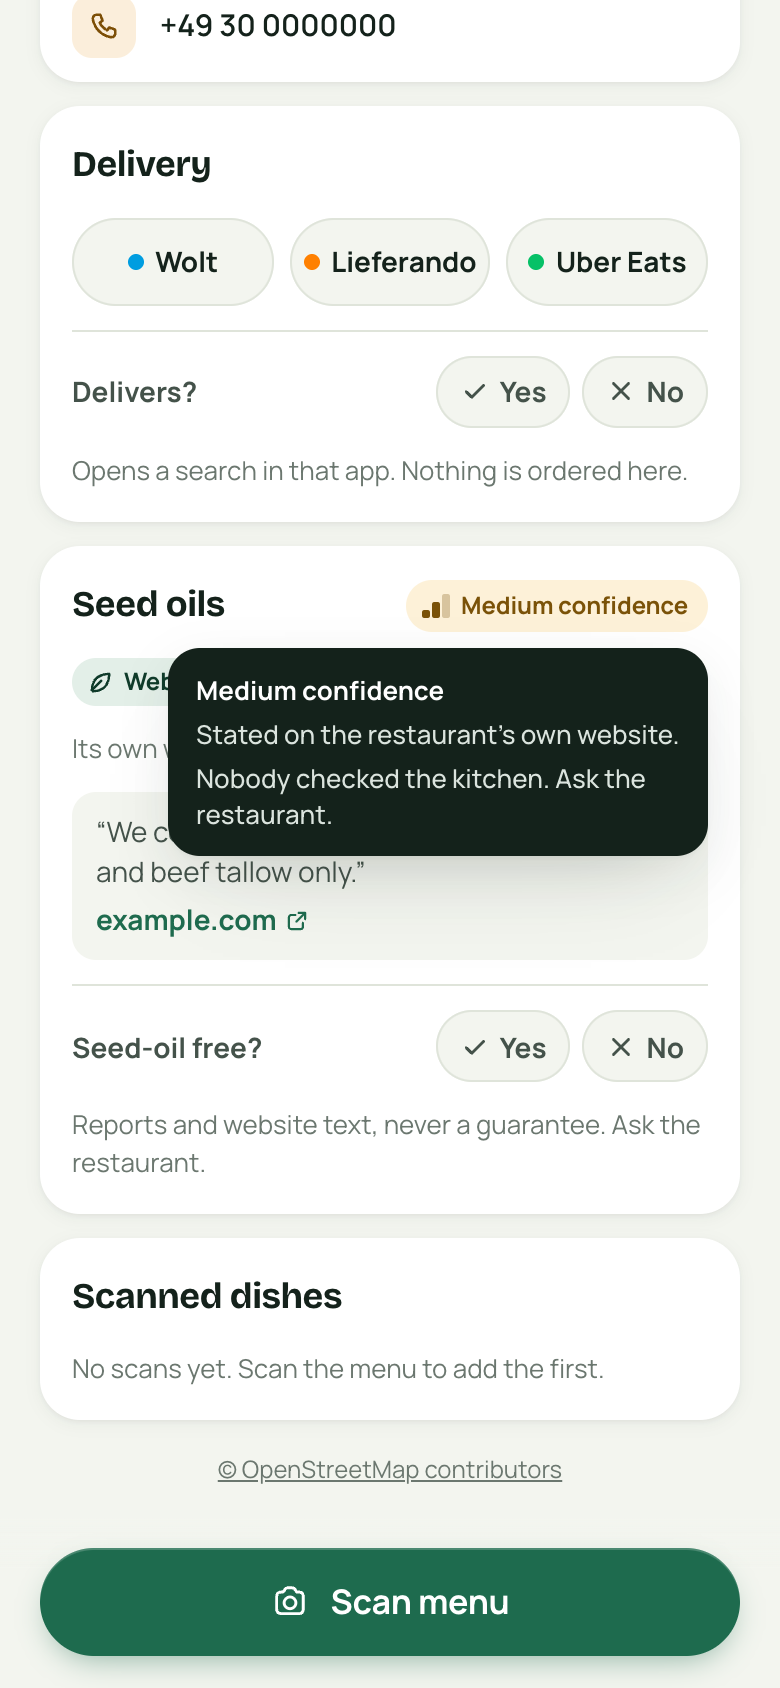 +49 30 0000000
Delivery
Wolt
Lieferando
Uber Eats
Delivers?
Yes
No
Opens a search in that app. Nothing is ordered here.
Seed oils
Medium confidence
Medium confidence
Stated on the restaurant’s own website.
Nobody checked the kitchen. Ask the
restaurant.
Its own
“We
and beef tallow only.”
example.com
Seed-oil free?
Yes
No
Reports and website text, never a guarantee. Ask the
restaurant.
Scanned dishes
No scans yet. Scan the menu to add the first.
© OpenStreetMap contributors
Scan menu